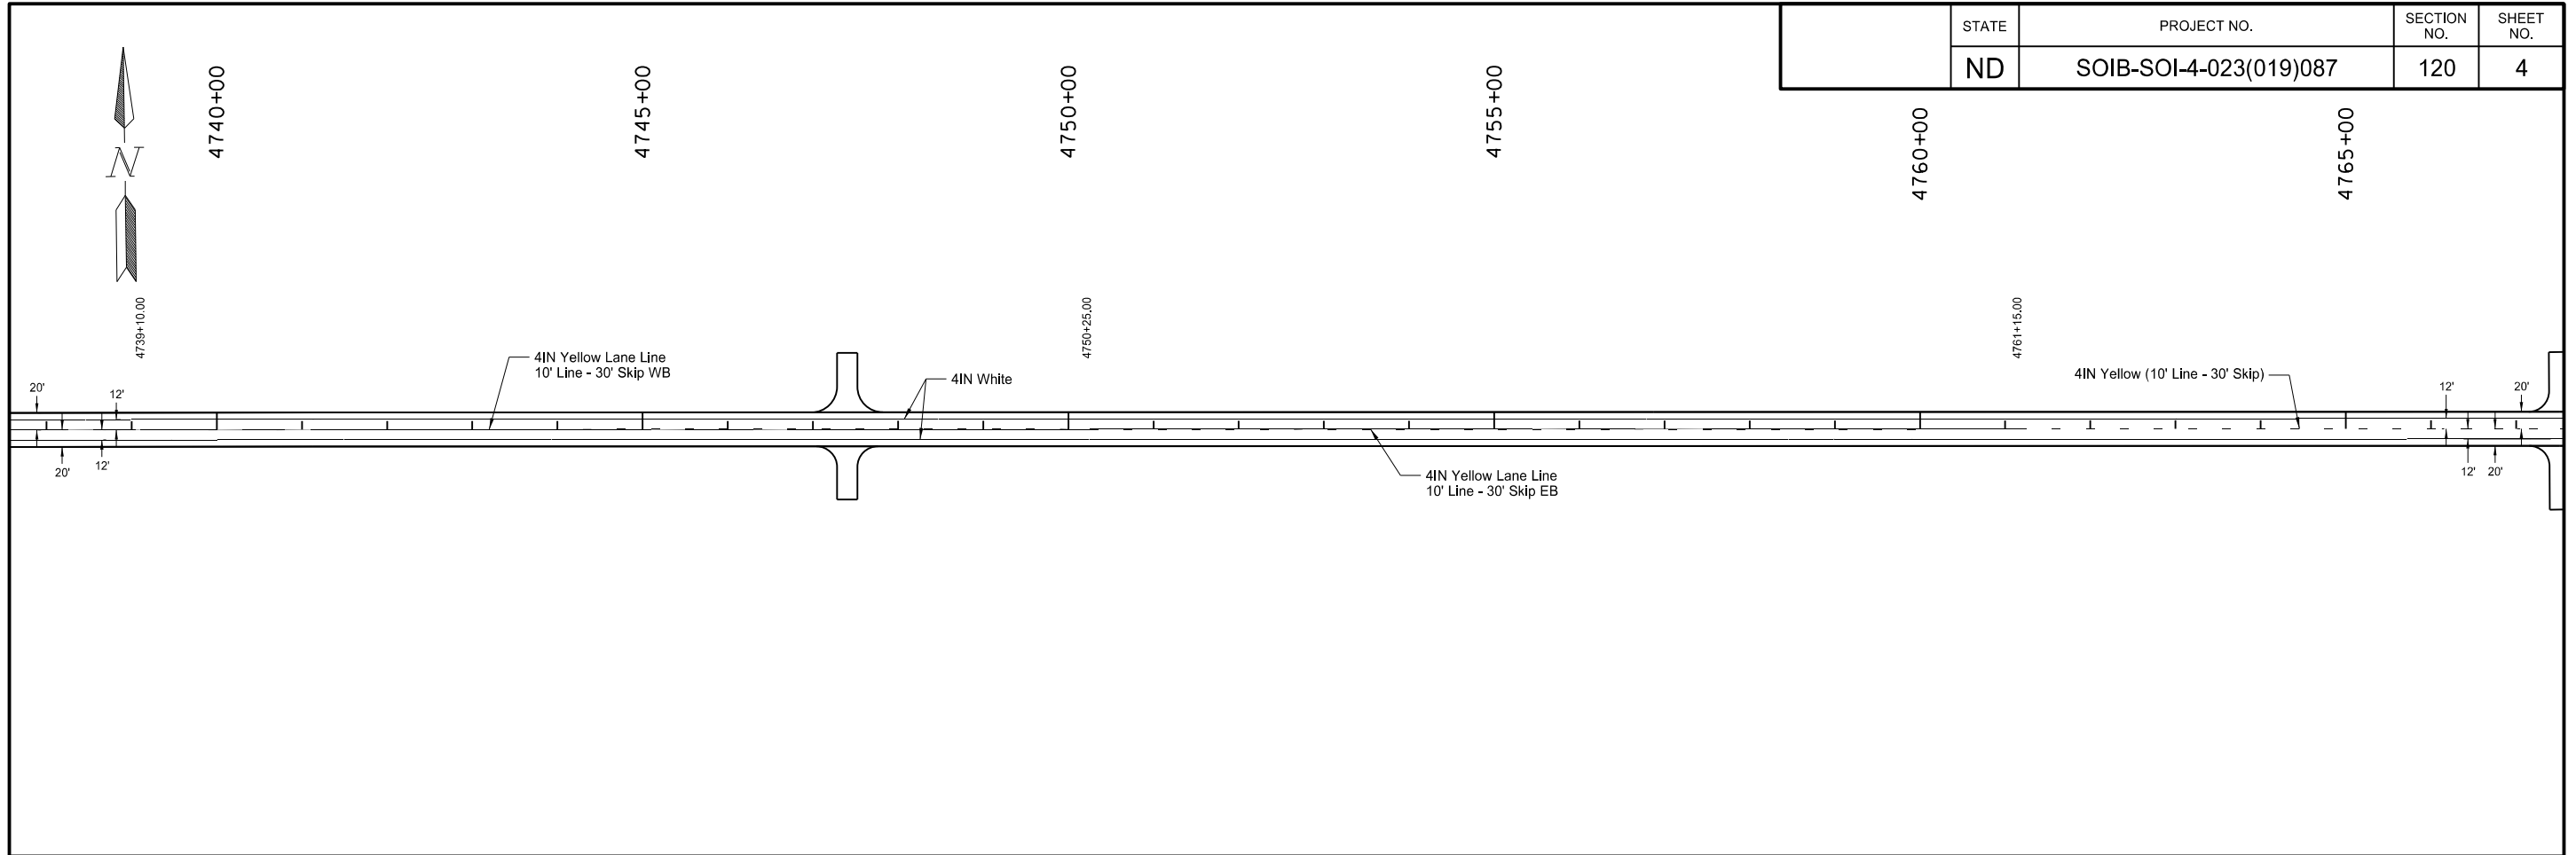 STATE
PROJECT NO.
SECTION NO.
SHEET NO.
ND
SOIB-SOI-4-023(019)087
120
4
N
4740+00
4745+00
4750+00
4755+00
4760+00
4765+00
4739+10.00
4750+25.00
4761+15.00
4IN Yellow Lane Line
10' Line - 30' Skip WB
4IN White
4IN Yellow (10' Line - 30' Skip)
20'
12'
12'
20'
20'
12'
12'
20'
4IN Yellow Lane Line
10' Line - 30' Skip EB